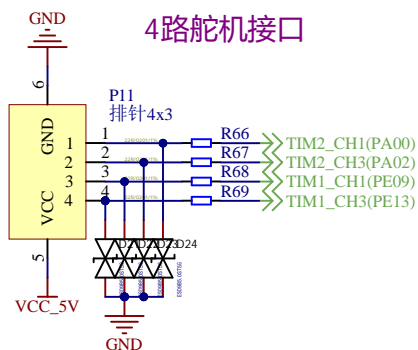 4路舵机接口
GND
6
P11
排针4x3
GND
VCC
1
2
3
4
1
2
3
4
R66
R67
R68
R69
TIM2_CH1(PA00)
TIM2_CH3(PA02)
TIM1_CH1(PE09)
TIM1_CH3(PE13)
5
VCC_5V
D24
GND